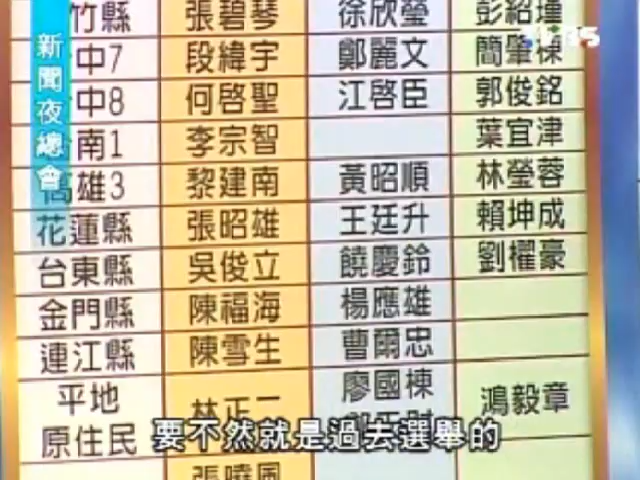 新聞夜總會
竹縣 張碧琴 徐欣瑩 彭紹瑾
中7 段緯宇 鄭麗文 簡肇棟
中8 何啓聖 江啓臣 郭俊銘
南1 李宗智 葉宜津
高雄3 黎建南 黃昭順 林瑩蓉
花蓮縣 張昭雄 王廷升 賴坤成
台東縣 吳俊立 饒慶鈴 劉櫂豪
金門縣 陳福海 楊應雄
連江縣 陳雪生 曹爾忠
平地 林正二 廖國棟 鴻毅章
原住民
要不然就是過去選舉的